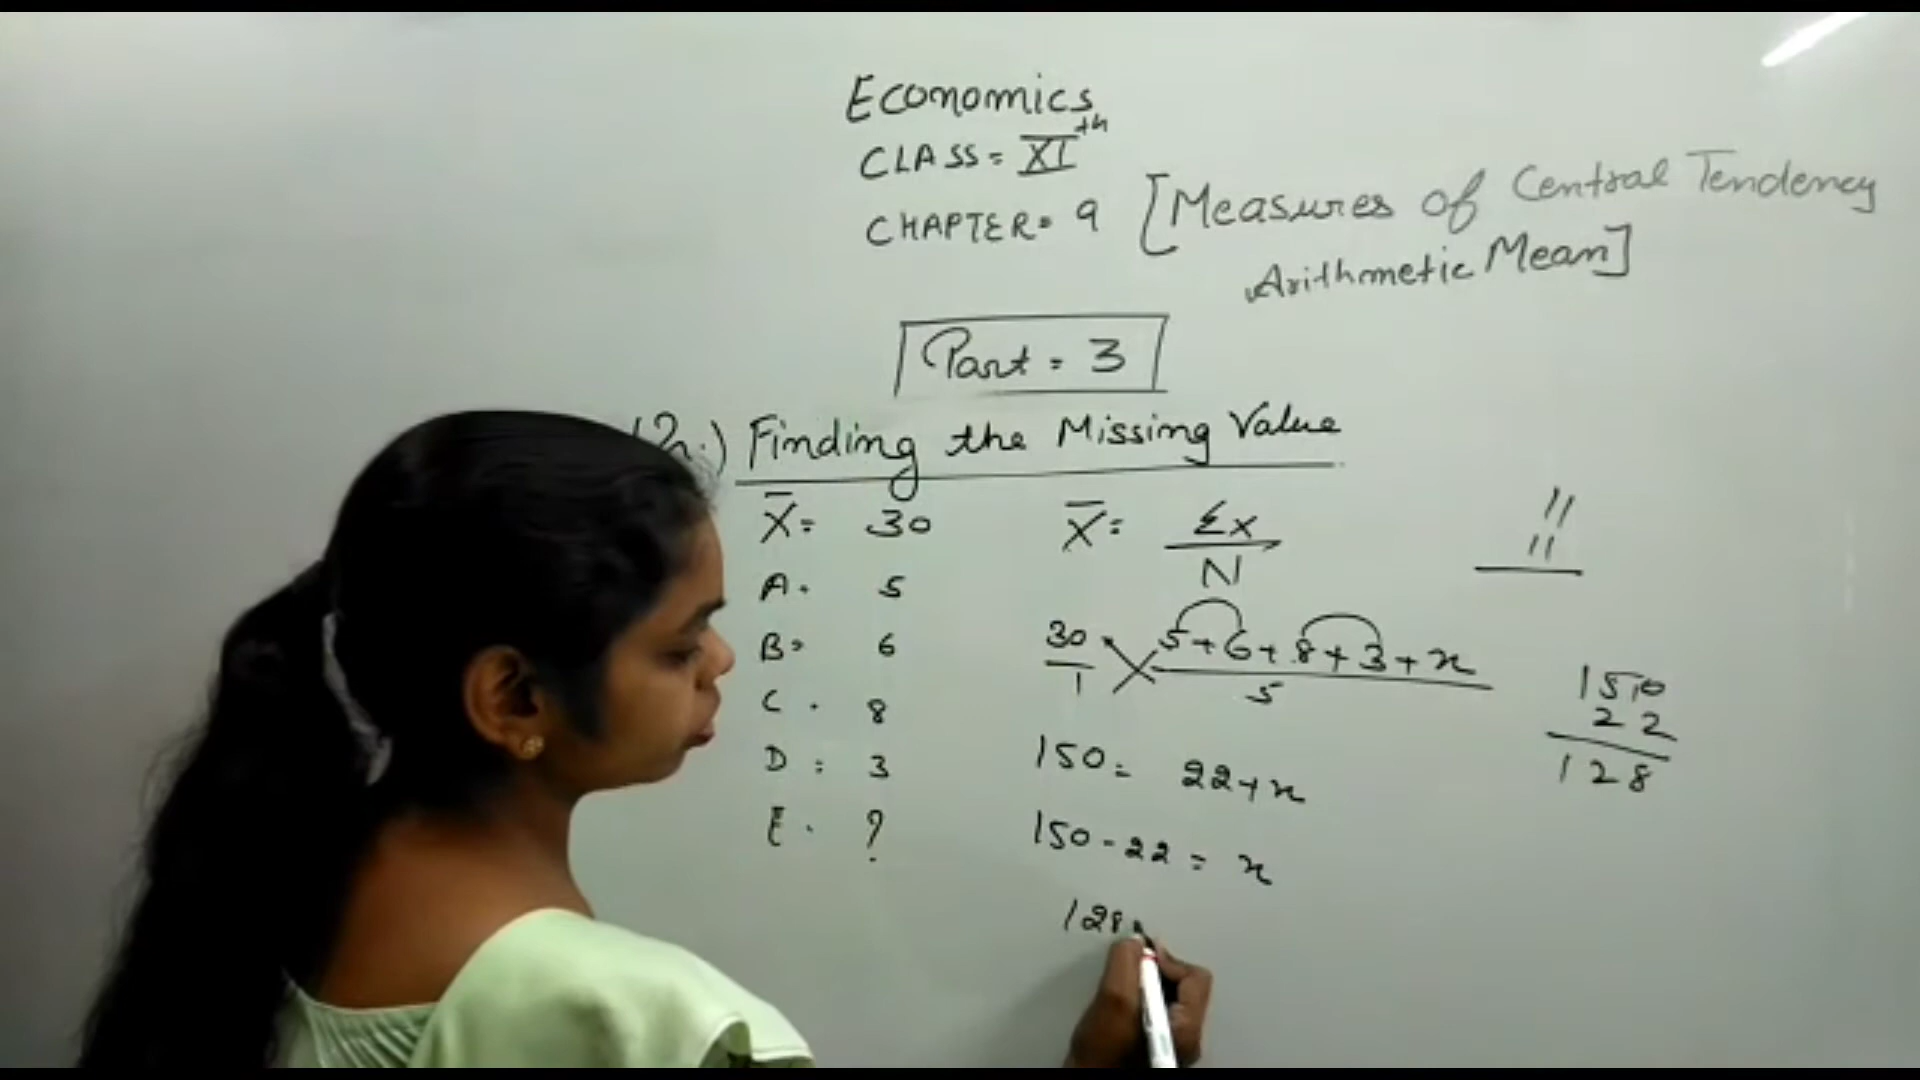 Economics
CLASS = XIth
CHAPTER = 9 [Measures of Central Tendency
Arithmetic Mean]
Part = 3
Finding the Missing Value
X̄ = 30
A = 5
B = 6
C = 8
D = 3
E = ?
X̄ = Σx
N
30 5+6+8+3+x
1 5
150 = 22+x
150-22 = x
128
11
11
150
22
128